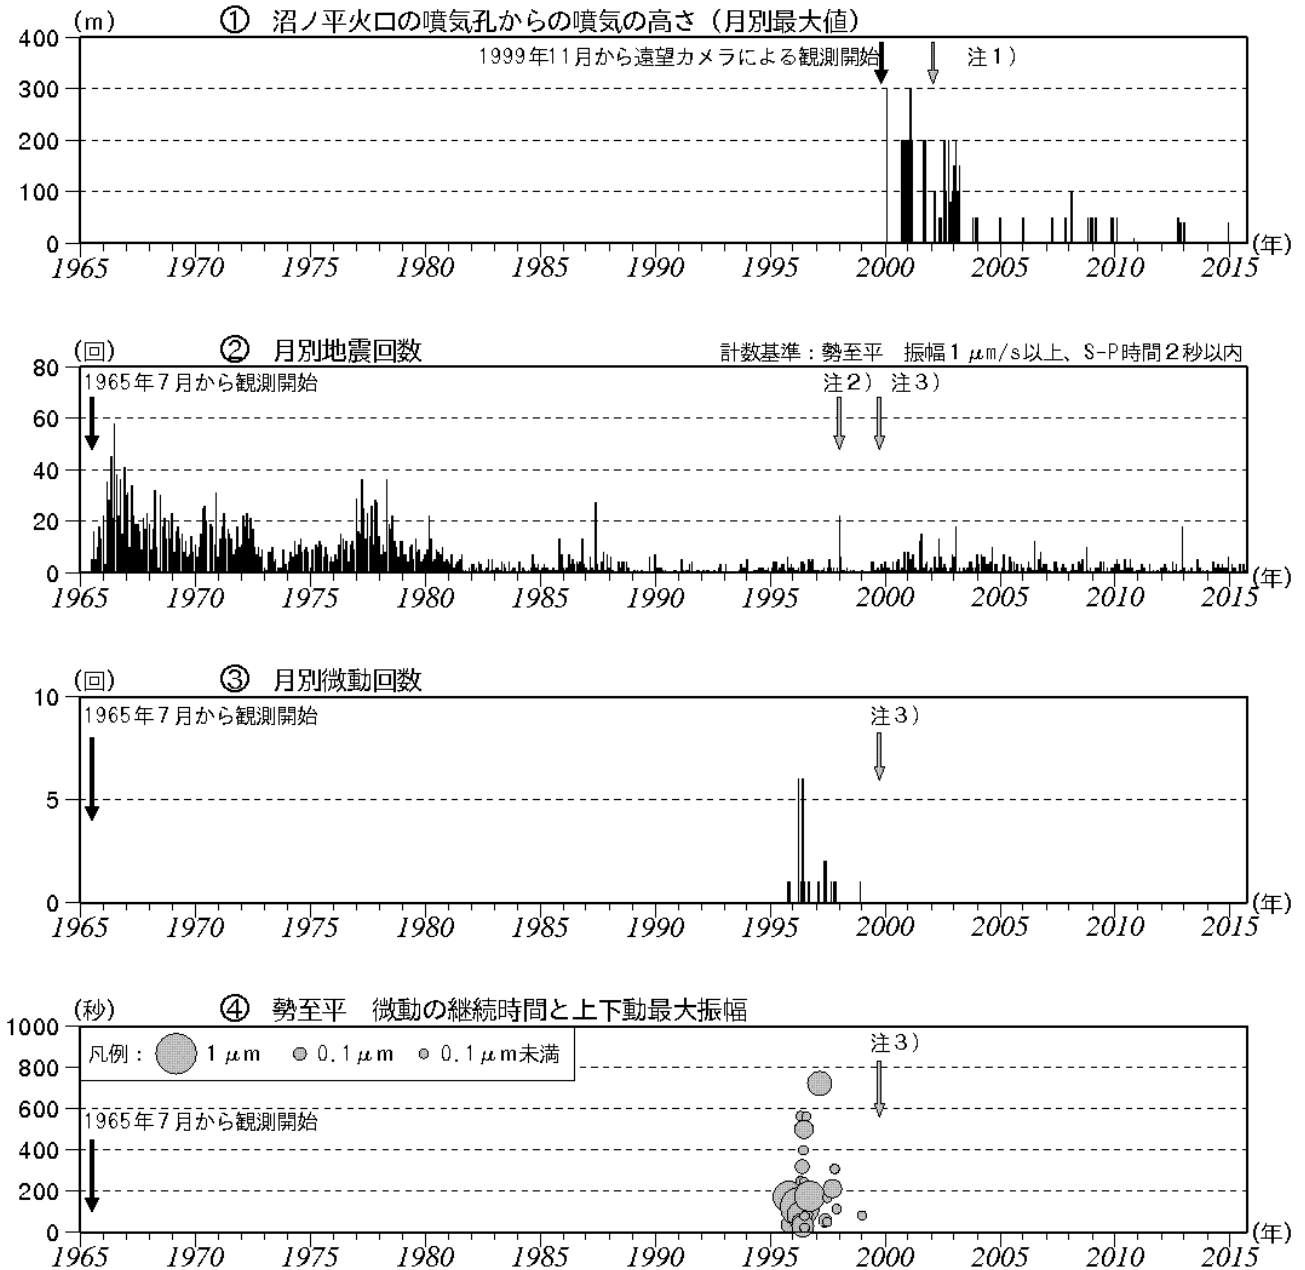 (m) ① 沼ノ平火口の噴気孔からの噴気の高さ（月別最大値）
400
1999年11月から遠望カメラによる観測開始 注1）
300
200
100
0
1965 1970 1975 1980 1985 1990 1995 2000 2005 2010 2015 (年)
(回) ② 月別地震回数 計数基準：勢至平 振幅1μm/s以上、S-P時間2秒以内
80
1965年7月から観測開始 注2） 注3）
60
40
20
0
1965 1970 1975 1980 1985 1990 1995 2000 2005 2010 2015 (年)
(回) ③ 月別微動回数
10
1965年7月から観測開始 注3）
5
0
1965 1970 1975 1980 1985 1990 1995 2000 2005 2010 2015 (年)
(秒) ④ 勢至平 微動の継続時間と上下動最大振幅
1000
凡例： 1μm 0.1μm 0.1μm未満 注3）
800
600
1965年7月から観測開始
400
200
0
1965 1970 1975 1980 1985 1990 1995 2000 2005 2010 2015 (年)